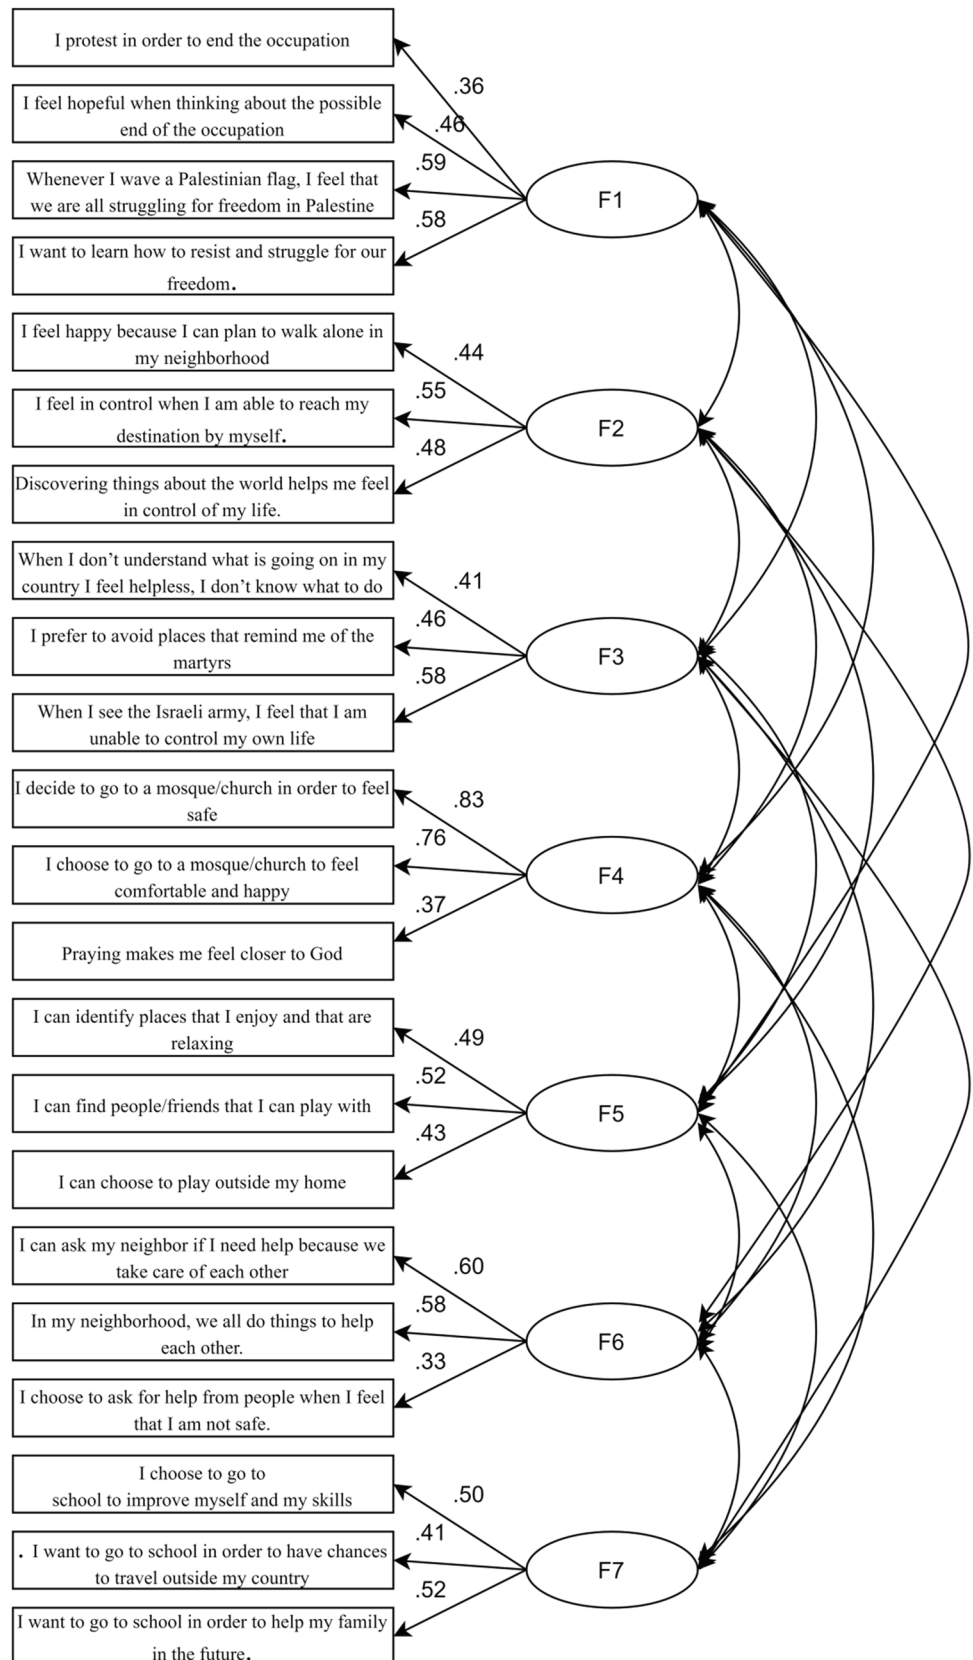 I protest in order to end the occupation
.36
I feel hopeful when thinking about the possible
end of the occupation
.46
.59
Whenever I wave a Palestinian flag, I feel that
we are all struggling for freedom in Palestine
F1
.58
I want to learn how to resist and struggle for our
freedom.
I feel happy because I can plan to walk alone in
my neighborhood
.44
.55
I feel in control when I am able to reach my
destination by myself.
F2
.48
Discovering things about the world helps me feel
in control of my life.
When I don’t understand what is going on in my
country I feel helpless, I don’t know what to do
.41
.46
I prefer to avoid places that remind me of the
martyrs
F3
.58
When I see the Israeli army, I feel that I am
unable to control my own life
I decide to go to a mosque/church in order to feel
safe
.83
.76
I choose to go to a mosque/church to feel
comfortable and happy
F4
.37
Praying makes me feel closer to God
I can identify places that I enjoy and that are
relaxing
.49
.52
I can find people/friends that I can play with
F5
.43
I can choose to play outside my home
I can ask my neighbor if I need help because we
take care of each other
.60
.58
In my neighborhood, we all do things to help
each other.
F6
.33
I choose to ask for help from people when I feel
that I am not safe.
I choose to go to
school to improve myself and my skills
.50
.41
. I want to go to school in order to have chances
to travel outside my country
F7
.52
I want to go to school in order to help my family
in the future.